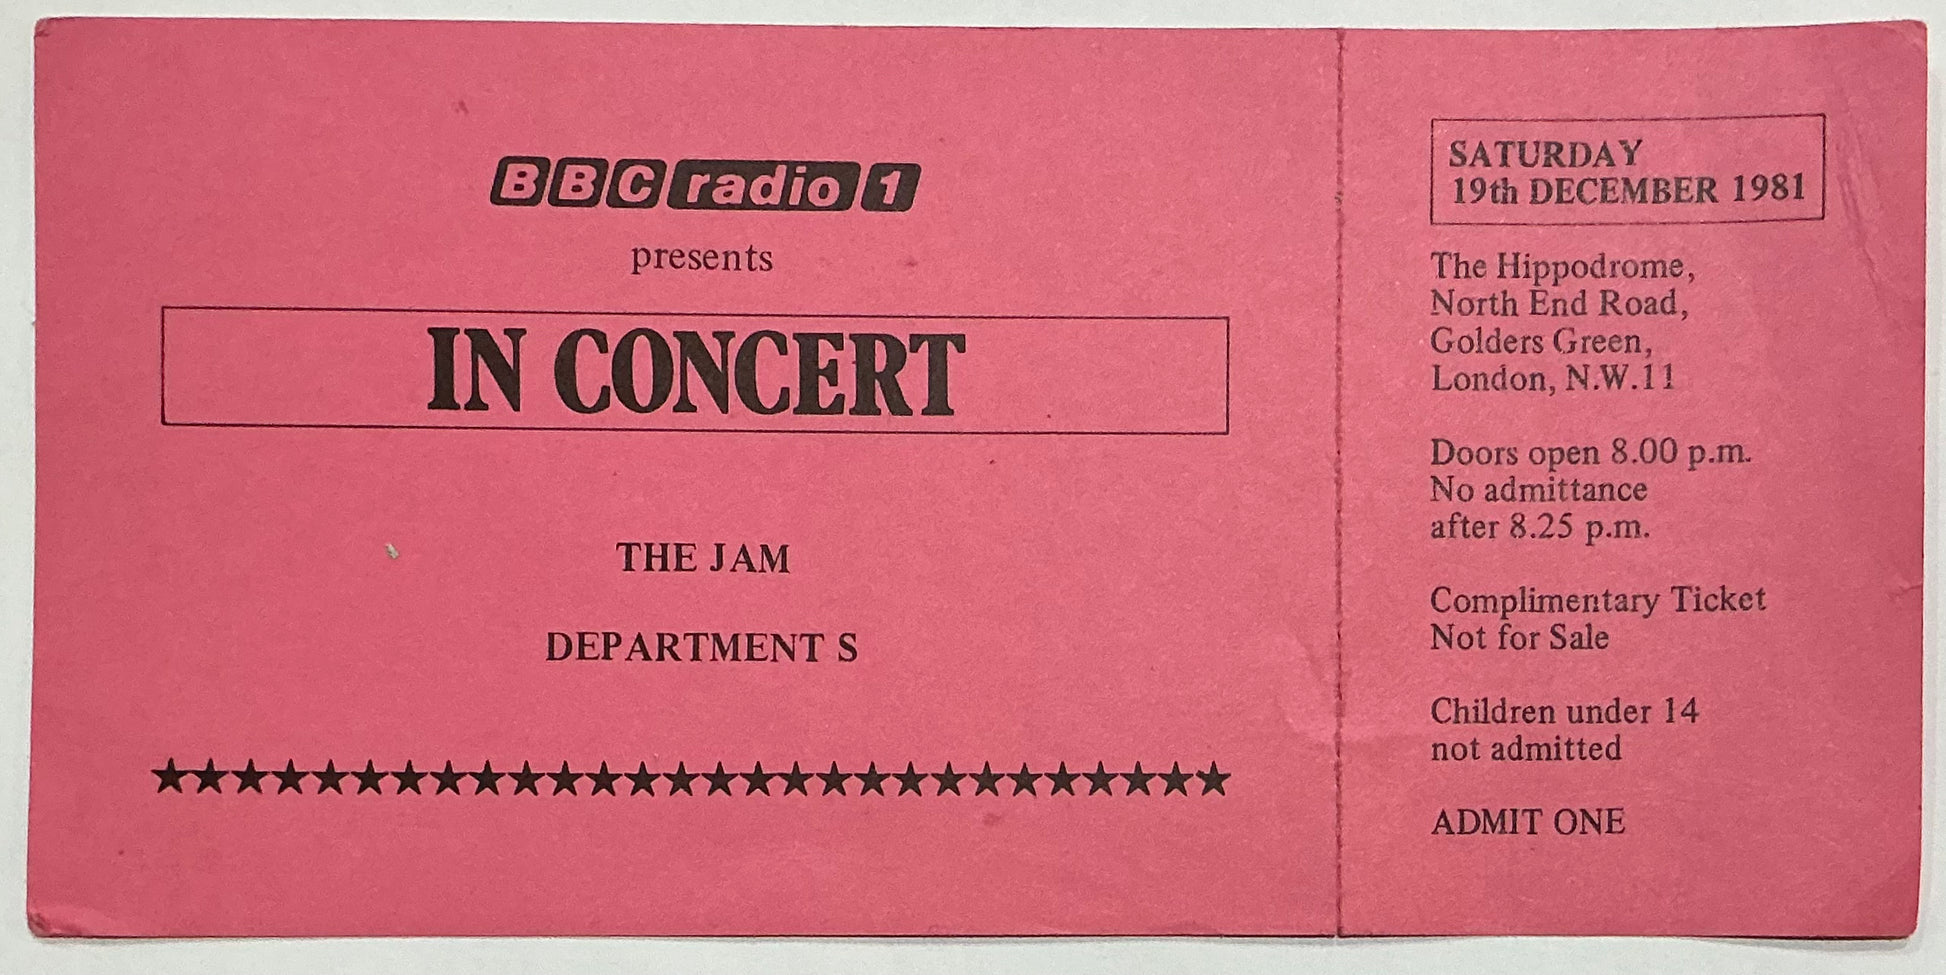 BBC radio 1
presents
IN CONCERT
THE JAM
DEPARTMENT S
SATURDAY
19th DECEMBER 1981
The Hippodrome,
North End Road,
Golders Green,
London, N.W.11
Doors open 8.00 p.m.
No admittance
after 8.25 p.m.
Complimentary Ticket
Not for Sale
Children under 14
not admitted
ADMIT ONE